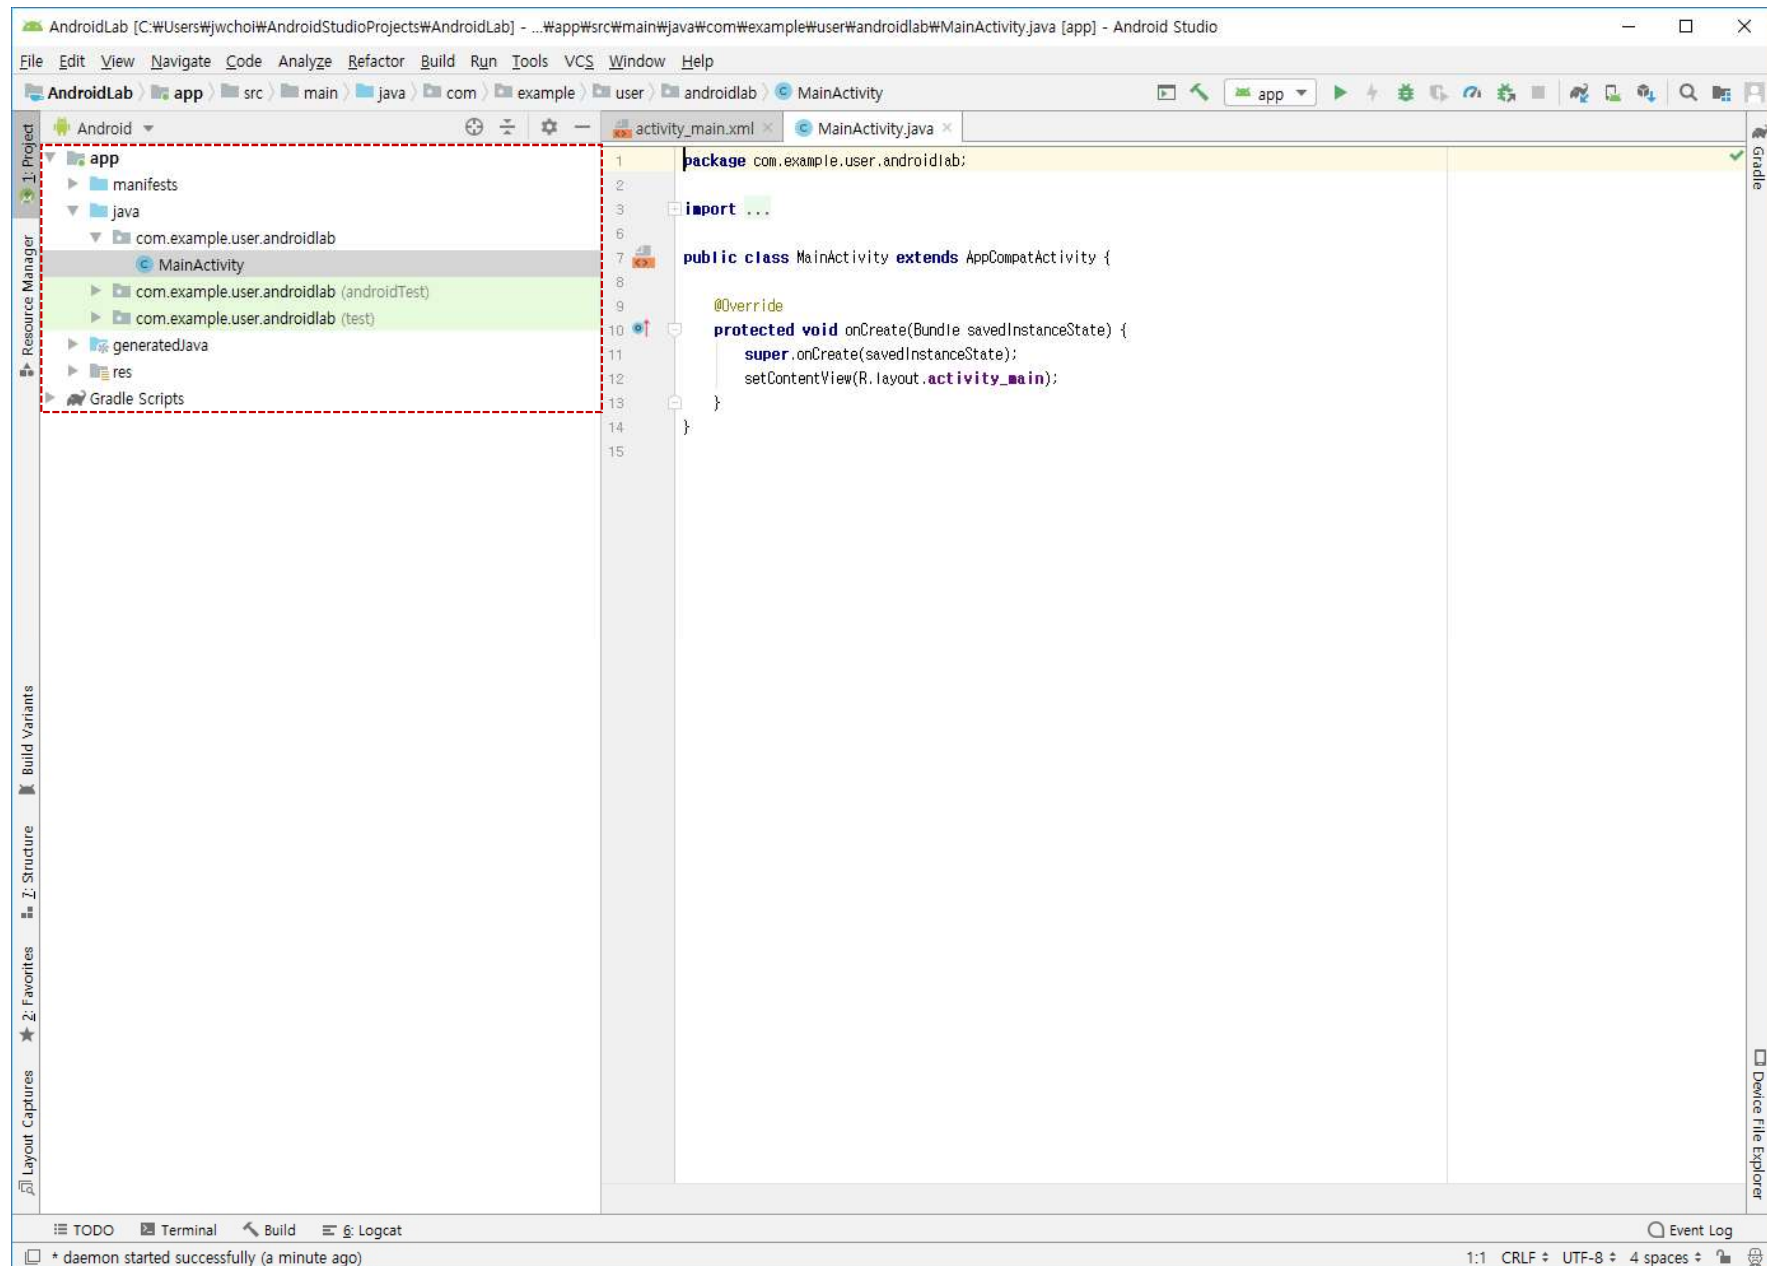 AndroidLab [C:₩Users₩jwchoi₩AndroidStudioProjects₩AndroidLab] - ...₩app₩src₩main₩java₩com₩example₩user₩androidlab₩MainActivity.java [app] - Android Studio
File Edit View Navigate Code Analyze Refactor Build Run Tools VCS Window Help
AndroidLab app src main java com example user androidlab MainActivity app
1: Project
Resource Manager
Build Variants
7: Structure
2: Favorites
Layout Captures
Android
app
manifests
java
com.example.user.androidlab
MainActivity
com.example.user.androidlab (androidTest)
com.example.user.androidlab (test)
generatedJava
res
Gradle Scripts
activity_main.xml MainActivity.java
1 package com.example.user.androidlab;
2
3 import ...
6
7 public class MainActivity extends AppCompatActivity {
8
9 @Override
10 protected void onCreate(Bundle savedInstanceState) {
11 super.onCreate(savedInstanceState);
12 setContentView(R.layout.activity_main);
13 }
14 }
15
Gradle
Device File Explorer
TODO Terminal Build 6: Logcat Event Log
* daemon started successfully (a minute ago) 1:1 CRLF UTF-8 4 spaces